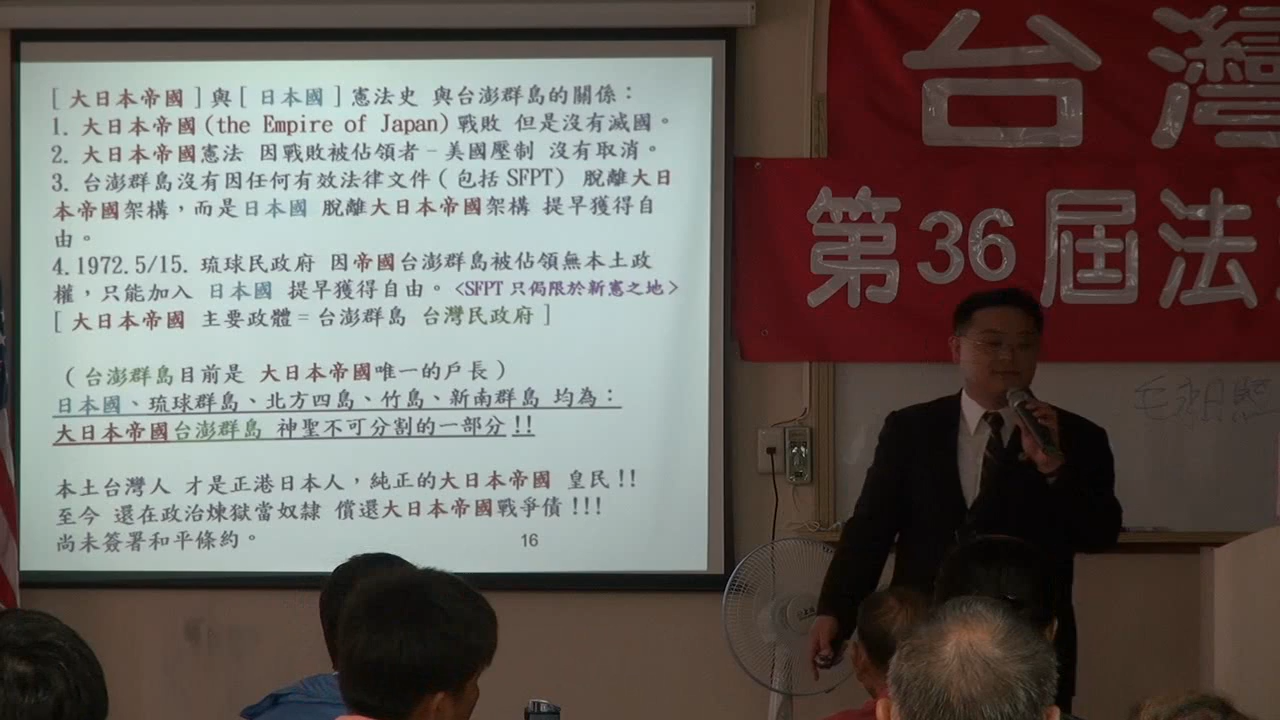 [ 大日本帝國 ] 與 [ 日本國 ] 憲法史 與台澎群島的關係：
1. 大日本帝國 (the Empire of Japan) 戰敗 但是沒有滅國。
2. 大日本帝國憲法 因戰敗被佔領者－美國壓制 沒有取消。
3. 台澎群島沒有因任何有效法律文件 ( 包括 SFPT) 脫離大日
本帝國架構，而是日本國 脫離大日本帝國架構 提早獲得自
由。
4.1972.5/15. 琉球民政府 因帝國台澎群島被佔領無本土政
權，只能加入 日本國 提早獲得自由。<SFPT 只侷限於新憲之地>
[ 大日本帝國 主要政體 = 台澎群島 台灣民政府 ]
( 台澎群島目前是 大日本帝國唯一的戶長 )
日本國、琉球群島、北方四島、竹島、新南群島 均為：
大日本帝國台澎群島 神聖不可分割的一部分 !!
本土台灣人 才是正港日本人，純正的大日本帝國 皇民 !!
至今 還在政治煉獄當奴隸 償還大日本帝國戰爭債 !!!
尚未簽署和平條約。
16
台灣
第36屆法